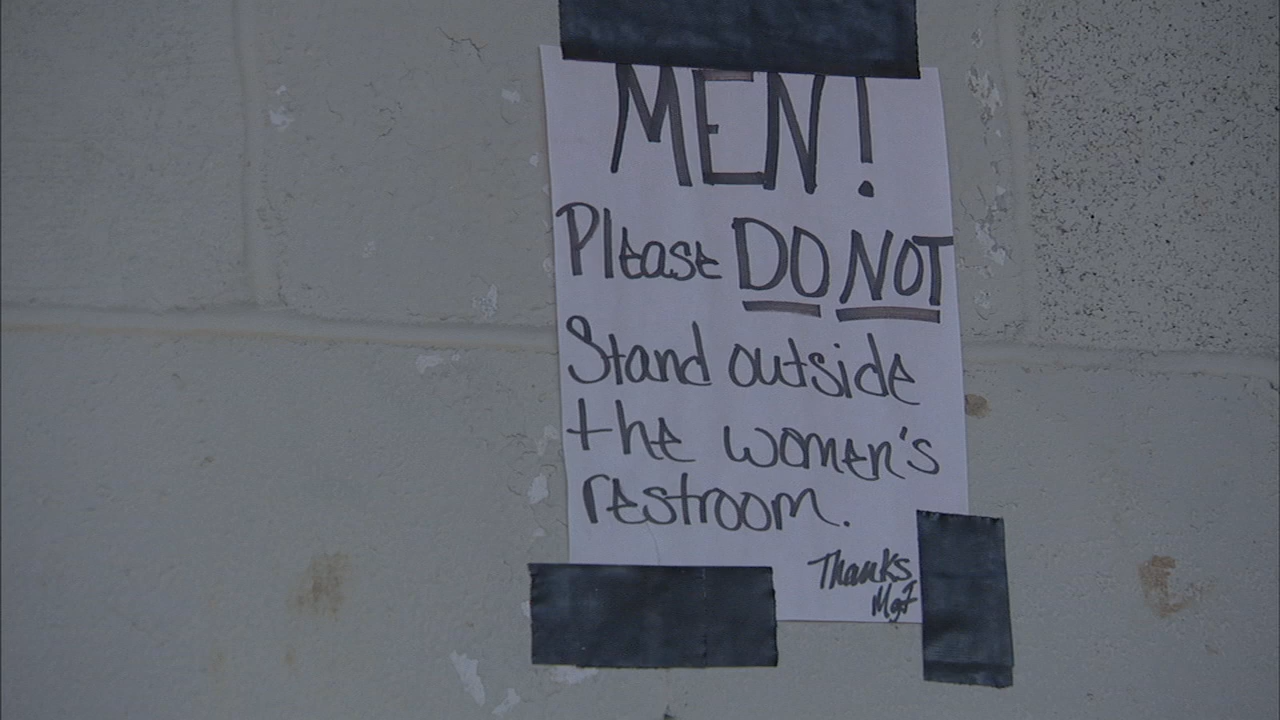 MEN!
Please DO NOT
Stand outside
the women's
restroom.
Thanks
Mgt